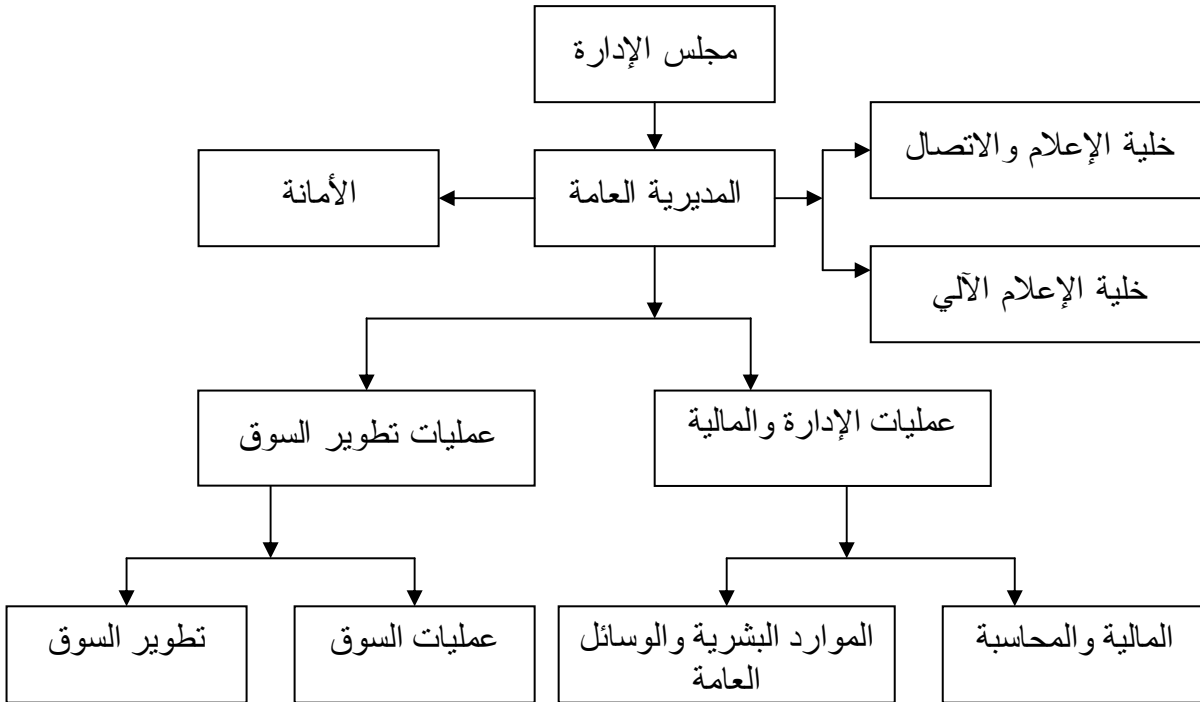 مجلس الإدارة
خلية الإعلام والاتصال
المديرية العامة
الأمانة
خلية الإعلام الآلي
عمليات الإدارة والمالية
عمليات تطوير السوق
المالية والمحاسبة
الموارد البشرية والوسائل
العامة
عمليات السوق
تطوير السوق